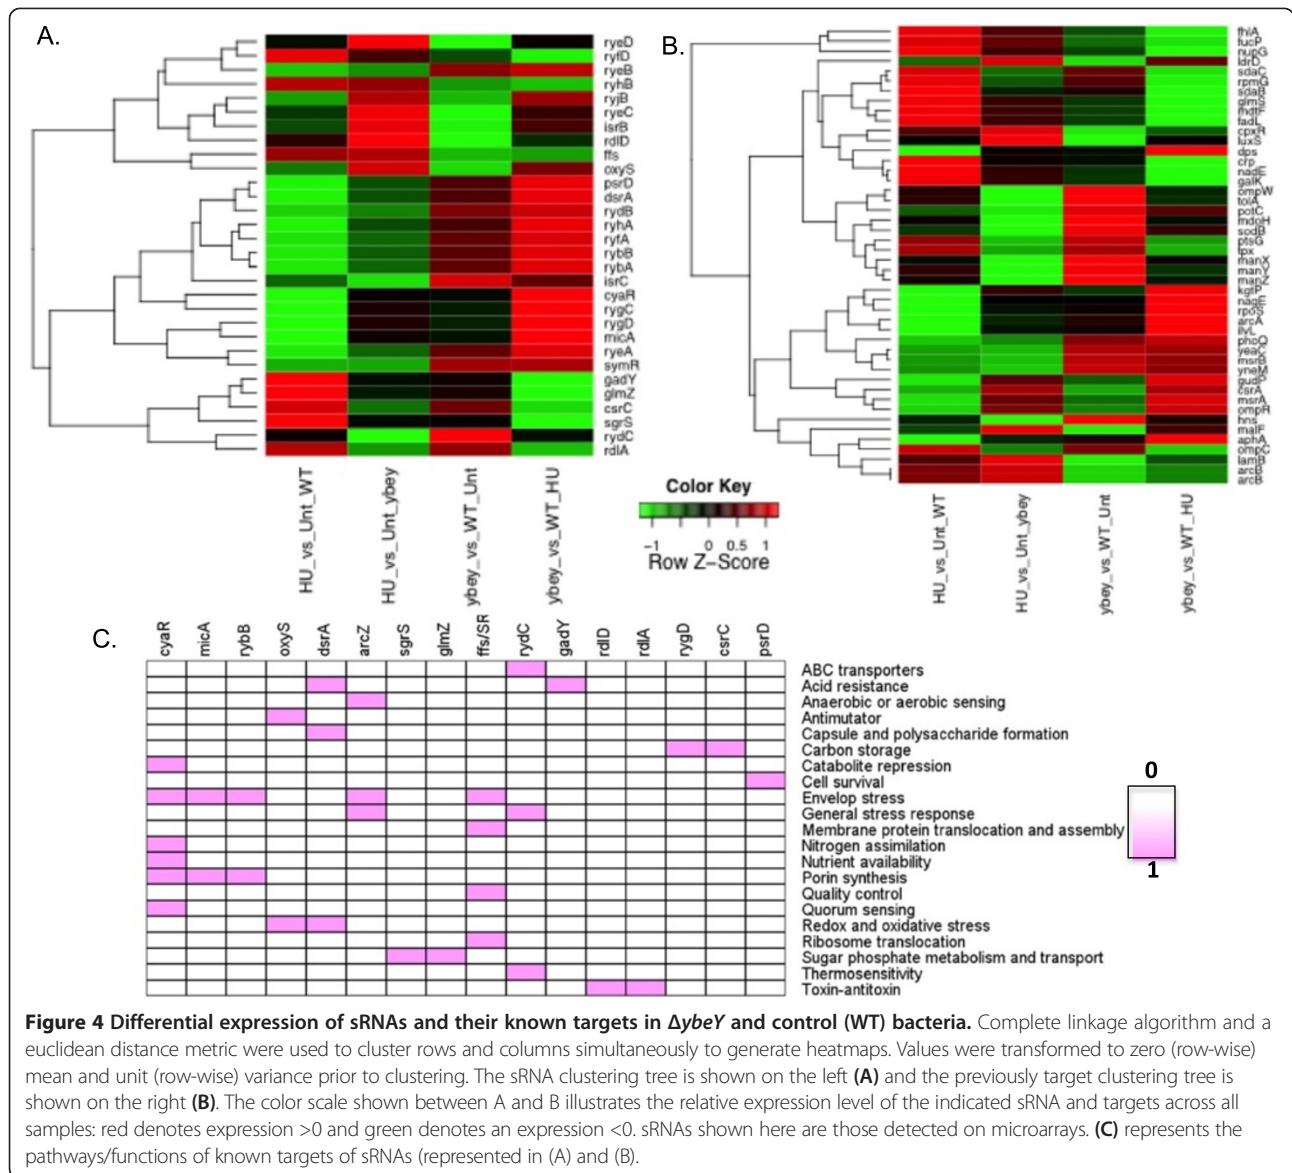 A.
ryeD
ryfD
ryeB
ryhB
ryjB
ryeC
isrB
rdlD
ffs
oxyS
psrD
dsrA
rydB
ryhA
ryfA
rybB
rybA
isrC
cyaR
rygC
rygD
micA
ryeA
symR
gadY
glmZ
csrC
sgrS
rydC
rdlA
HU_vs_Unt_WT
HU_vs_Unt_ybey
ybey_vs_WT_Unt
ybey_vs_WT_HU
Color Key
−1 0 0.5 1
Row Z−Score
B.
fhlA
fucP
nupG
ldrD
sdaC
rpmG
sdaB
glmS
mdtF
fadL
cpxR
luxS
dps
crp
nadE
galK
ompW
tolA
potC
mdoH
sodB
ptsG
tpx
manX
manY
manZ
kgtP
nagE
rpoS
arcA
phoQ
yeaC
msrB
yneM
gudP
csrA
msrA
ompR
hns
malF
aphA
ompC
lamB
arcB
arcB
HU_vs_Unt_WT
HU_vs_Unt_ybey
ybey_vs_WT_Unt
ybey_vs_WT_HU
C.
cyaR
micA
rybB
oxyS
dsrA
arcZ
sgrS
glmZ
ffs/SR
rydC
gadY
rdlD
rdlA
rygD
csrC
psrD
ABC transporters
Acid resistance
Anaerobic or aerobic sensing
Antimutator
Capsule and polysaccharide formation
Carbon storage
Catabolite repression
Cell survival
Envelop stress
General stress response
Membrane protein translocation and assembly
Nitrogen assimilation
Nutrient availability
Porin synthesis
Quality control
Quorum sensing
Redox and oxidative stress
Ribosome translocation
Sugar phosphate metabolism and transport
Thermosensitivity
Toxin-antitoxin
0
1
Figure 4 Differential expression of sRNAs and their known targets in ΔybeY and control (WT) bacteria. Complete linkage algorithm and a
euclidean distance metric were used to cluster rows and columns simultaneously to generate heatmaps. Values were transformed to zero (row-wise)
mean and unit (row-wise) variance prior to clustering. The sRNA clustering tree is shown on the left (A) and the previously target clustering tree is
shown on the right (B). The color scale shown between A and B illustrates the relative expression level of the indicated sRNA and targets across all
samples: red denotes expression >0 and green denotes an expression <0. sRNAs shown here are those detected on microarrays. (C) represents the
pathways/functions of known targets of sRNAs (represented in (A) and (B).